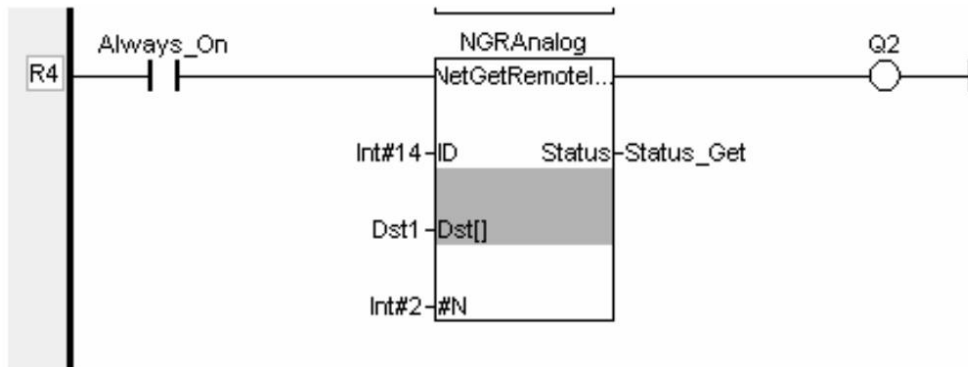 Always_On NGRAnalog Q2
R4 NetGetRemoteI...
Int#14 ID Status Status_Get
Dst1 Dst[]
Int#2 #N